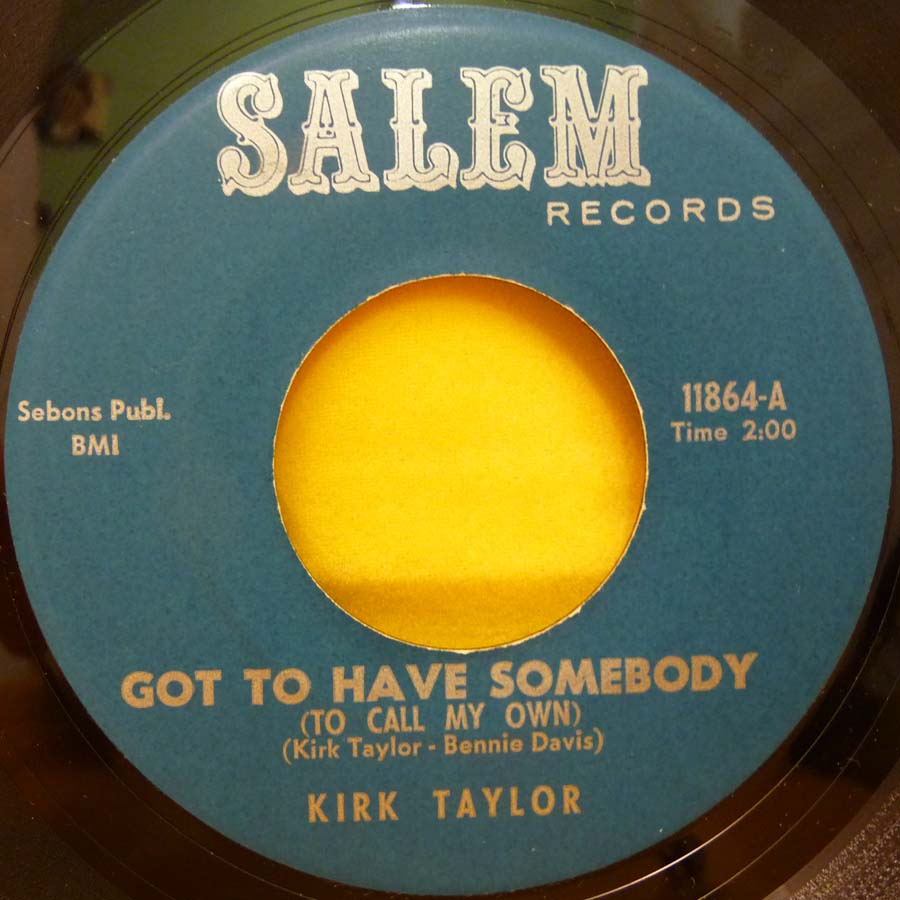 SALEM
RECORDS
Sebons Publ.
BMI
11864-A
Time 2:00
GOT TO HAVE SOMEBODY
(TO CALL MY OWN)
(Kirk Taylor - Bennie Davis)
KIRK TAYLOR